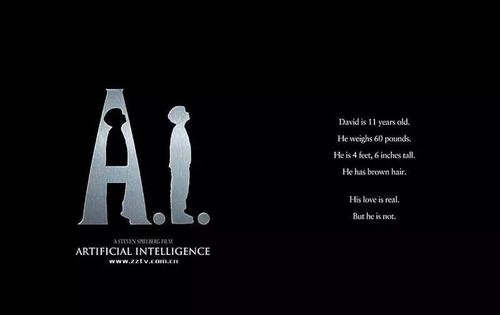 A.I.
A STEVEN SPIELBERG FILM
ARTIFICIAL INTELLIGENCE
www.zztv.com.cn
David is 11 years old.
He weighs 60 pounds.
He is 4 feet, 6 inches tall.
He has brown hair.
His love is real.
But he is not.